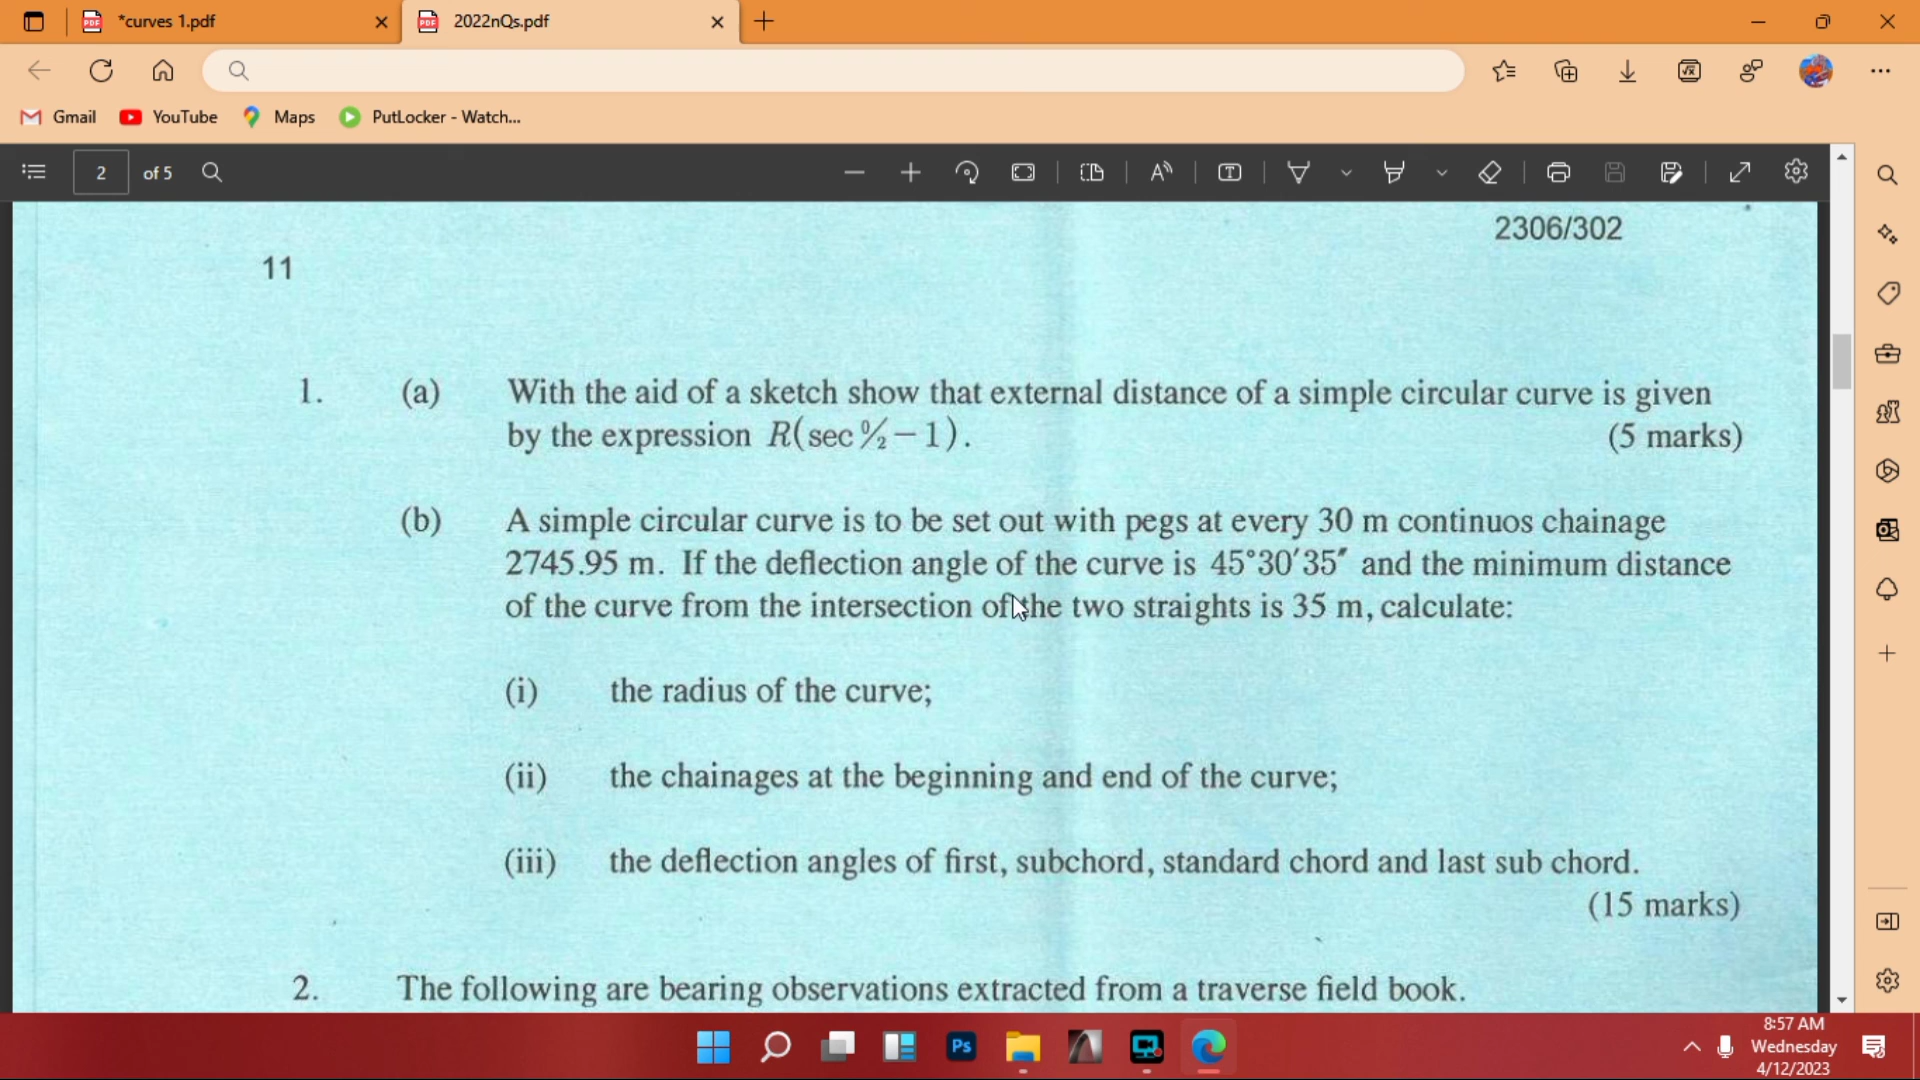 *curves 1.pdf
2022nQs.pdf
Gmail
YouTube
Maps
PutLocker - Watch...
2
of 5
2306/302
11
1. (a) With the aid of a sketch show that external distance of a simple circular curve is given
by the expression R(sec θ/2 – 1). (5 marks)
(b) A simple circular curve is to be set out with pegs at every 30 m continuos chainage
2745.95 m. If the deflection angle of the curve is 45°30′35″ and the minimum distance
of the curve from the intersection of the two straights is 35 m, calculate:
(i) the radius of the curve;
(ii) the chainages at the beginning and end of the curve;
(iii) the deflection angles of first, subchord, standard chord and last sub chord.
(15 marks)
2. The following are bearing observations extracted from a traverse field book.
Ps
8:57 AM
Wednesday
4/12/2023